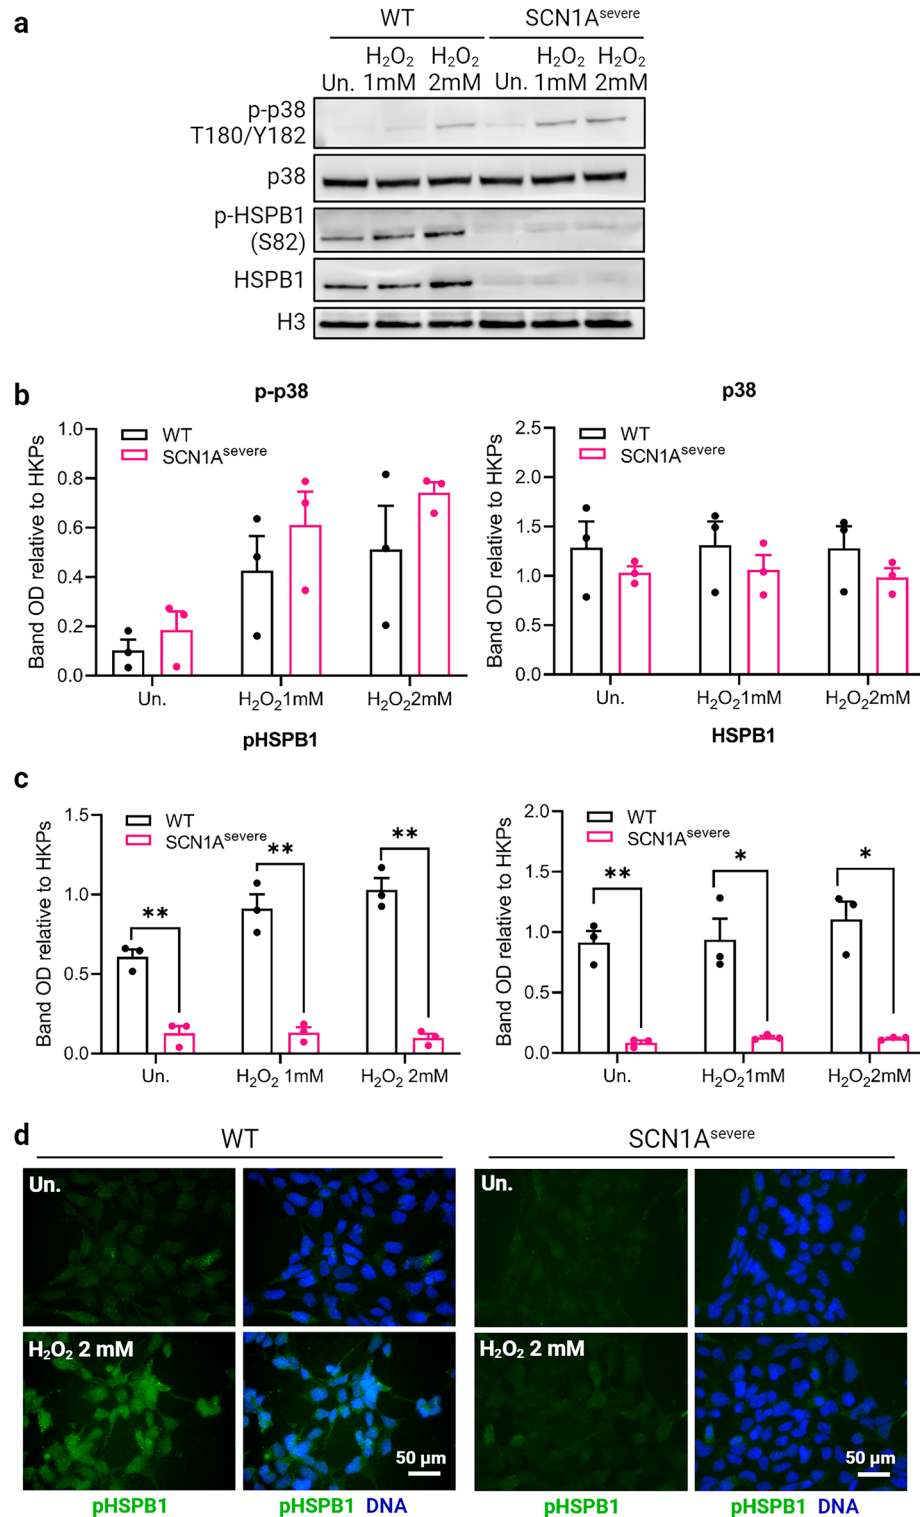 a
WT SCN1Asevere
Un. H2O2 1mM H2O2 2mM Un. H2O2 1mM H2O2 2mM
p-p38
T180/Y182
p38
p-HSPB1
(S82)
HSPB1
H3
b
p-p38
Band OD relative to HKPs
WT
SCN1Asevere
1.0
0.8
0.6
0.4
0.2
0.0
Un. H2O21mM H2O22mM
p38
Band OD relative to HKPs
WT
SCN1Asevere
2.5
2.0
1.5
1.0
0.5
0.0
Un. H2O21mM H2O22mM
c
pHSPB1
Band OD relative to HKPs
WT
SCN1Asevere
1.5
1.0
0.5
0.0
** ** **
Un. H2O2 1mM H2O2 2mM
HSPB1
Band OD relative to HKPs
WT
SCN1Asevere
2.0
1.5
1.0
0.5
0.0
** * *
Un. H2O21mM H2O22mM
d
WT SCN1Asevere
Un. Un.
H2O2 2 mM H2O2 2 mM
50 µm 50 µm
pHSPB1 pHSPB1 DNA pHSPB1 pHSPB1 DNA